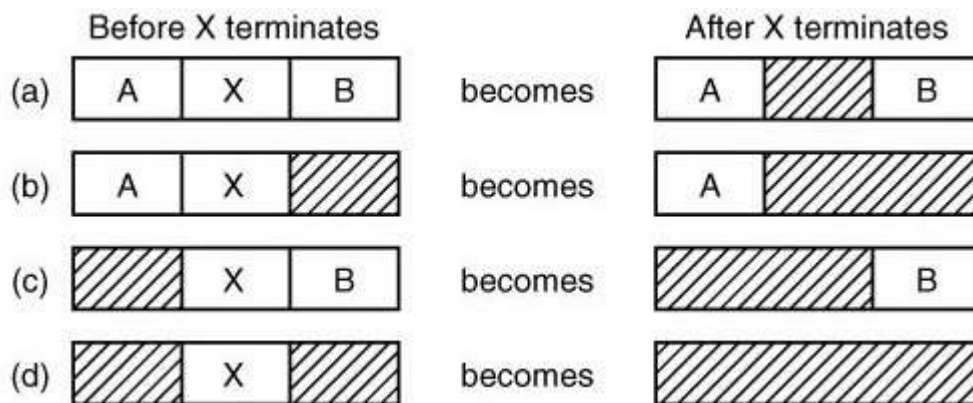 Before X terminates After X terminates
(a) A X B becomes A B
(b) A X becomes A
(c) X B becomes B
(d) X becomes